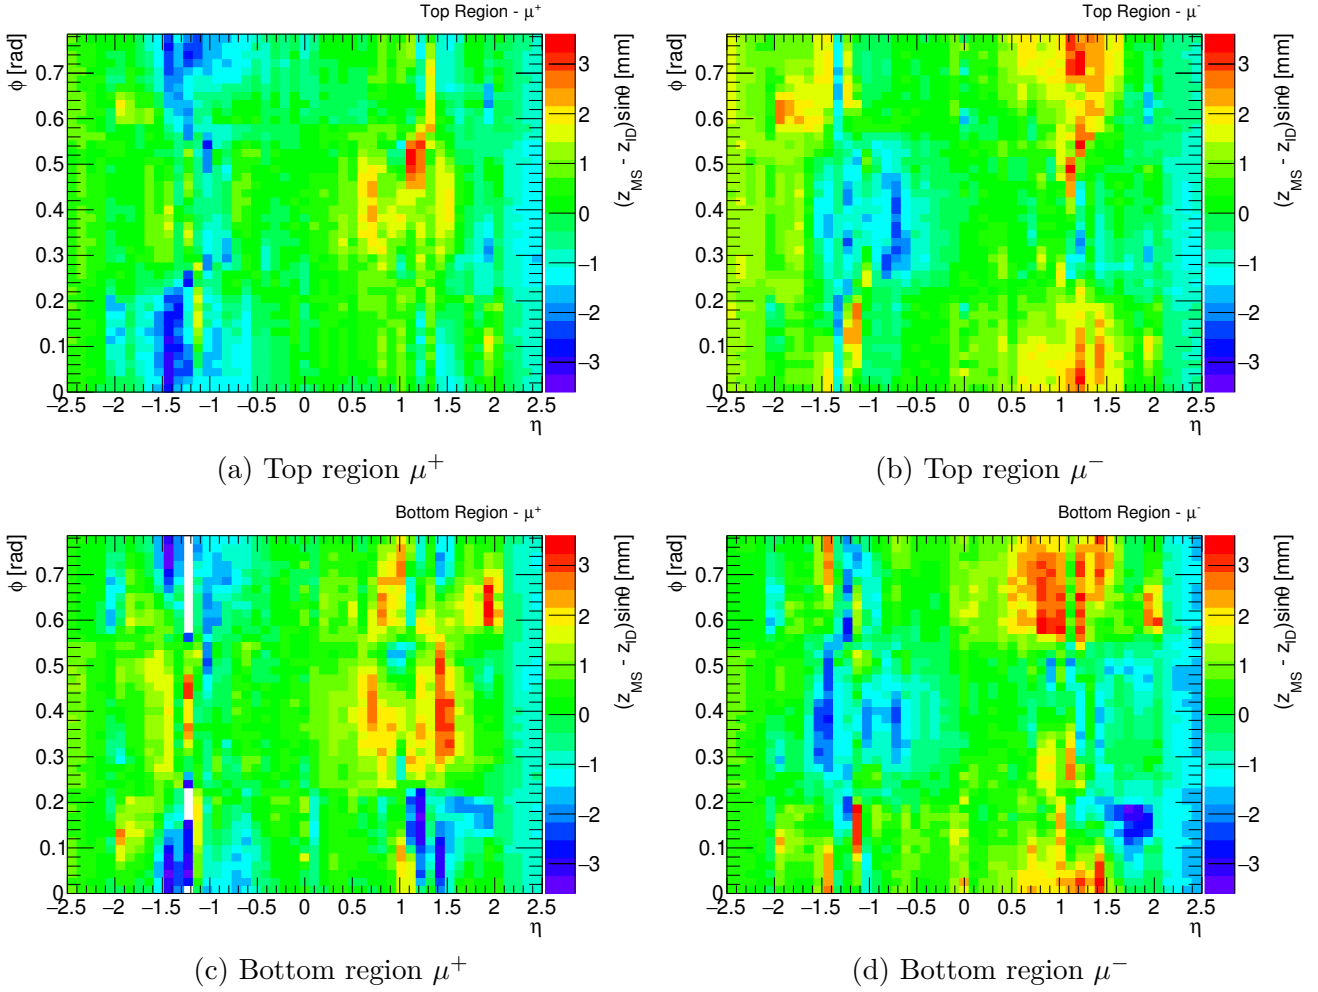 Top Region - μ⁺
ϕ [rad]
0.7
0.6
0.5
0.4
0.3
0.2
0.1
0
−2.5 −2 −1.5 −1 −0.5 0 0.5 1 1.5 2 2.5
η
3
2
1
0
−1
−2
−3
(z_MS - z_ID)sinθ [mm]
(a) Top region μ⁺
Top Region - μ⁻
ϕ [rad]
0.7
0.6
0.5
0.4
0.3
0.2
0.1
0
−2.5 −2 −1.5 −1 −0.5 0 0.5 1 1.5 2 2.5
η
3
2
1
0
−1
−2
−3
(z_MS - z_ID)sinθ [mm]
(b) Top region μ⁻
Bottom Region - μ⁺
ϕ [rad]
0.7
0.6
0.5
0.4
0.3
0.2
0.1
0
−2.5 −2 −1.5 −1 −0.5 0 0.5 1 1.5 2 2.5
η
3
2
1
0
−1
−2
−3
(z_MS - z_ID)sinθ [mm]
(c) Bottom region μ⁺
Bottom Region - μ⁻
ϕ [rad]
0.7
0.6
0.5
0.4
0.3
0.2
0.1
0
−2.5 −2 −1.5 −1 −0.5 0 0.5 1 1.5 2 2.5
η
3
2
1
0
−1
−2
−3
(z_MS - z_ID)sinθ [mm]
(d) Bottom region μ⁻